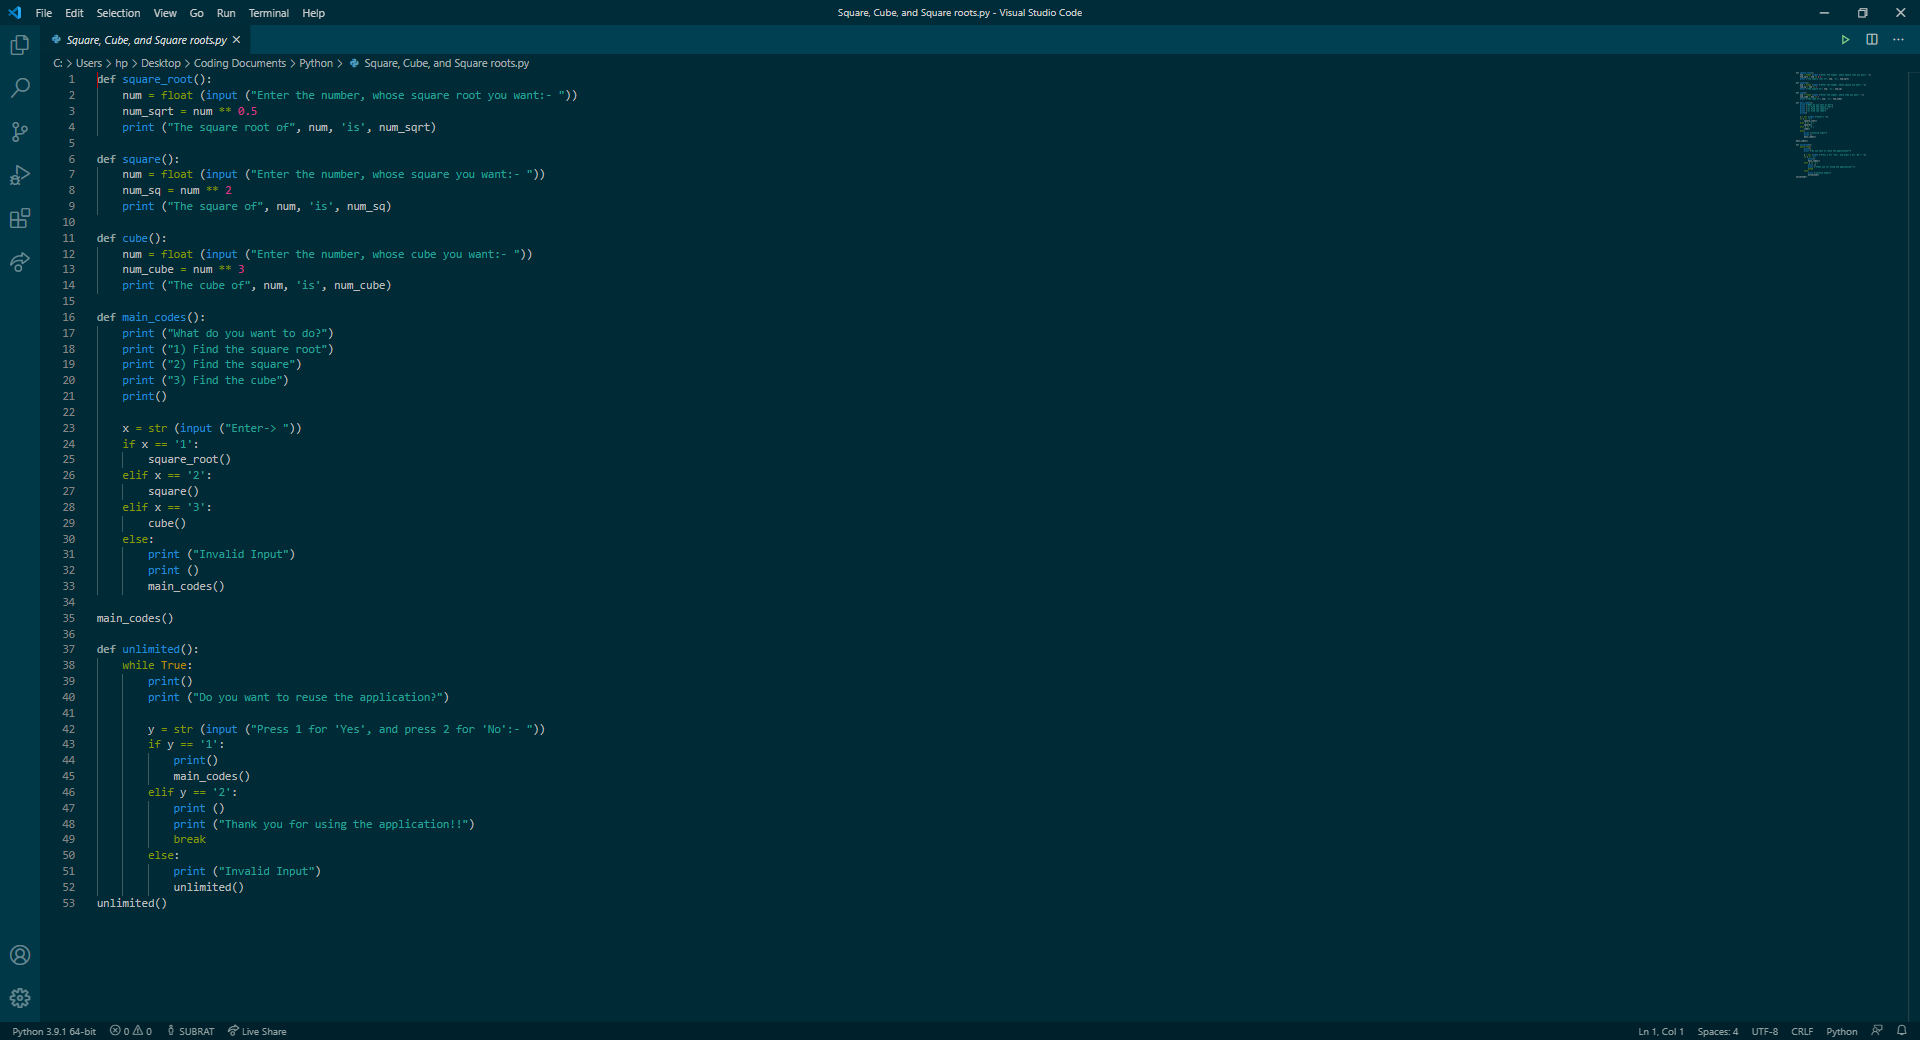 File Edit Selection View Go Run Terminal Help
Square, Cube, and Square roots.py - Visual Studio Code
Square, Cube, and Square roots.py
C: > Users > hp > Desktop > Coding Documents > Python > Square, Cube, and Square roots.py
1 def square_root():
2     num = float (input ("Enter the number, whose square root you want:- "))
3     num_sqrt = num ** 0.5
4     print ("The square root of", num, 'is', num_sqrt)
5
6 def square():
7     num = float (input ("Enter the number, whose square you want:- "))
8     num_sq = num ** 2
9     print ("The square of", num, 'is', num_sq)
10
11 def cube():
12     num = float (input ("Enter the number, whose cube you want:- "))
13     num_cube = num ** 3
14     print ("The cube of", num, 'is', num_cube)
15
16 def main_codes():
17     print ("What do you want to do?")
18     print ("1) Find the square root")
19     print ("2) Find the square")
20     print ("3) Find the cube")
21     print()
22
23     x = str (input ("Enter-> "))
24     if x == '1':
25         square_root()
26     elif x == '2':
27         square()
28     elif x == '3':
29         cube()
30     else:
31         print ("Invalid Input")
32         print ()
33         main_codes()
34
35 main_codes()
36
37 def unlimited():
38     while True:
39         print()
40         print ("Do you want to reuse the application?")
41
42         y = str (input ("Press 1 for 'Yes', and press 2 for 'No':- "))
43         if y == '1':
44             print()
45             main_codes()
46         elif y == '2':
47             print ()
48             print ("Thank you for using the application!!")
49             break
50         else:
51             print ("Invalid Input")
52             unlimited()
53 unlimited()
Python 3.9.1 64-bit 0 0 SUBRAT Live Share Ln 1, Col 1 Spaces: 4 UTF-8 CRLF Python